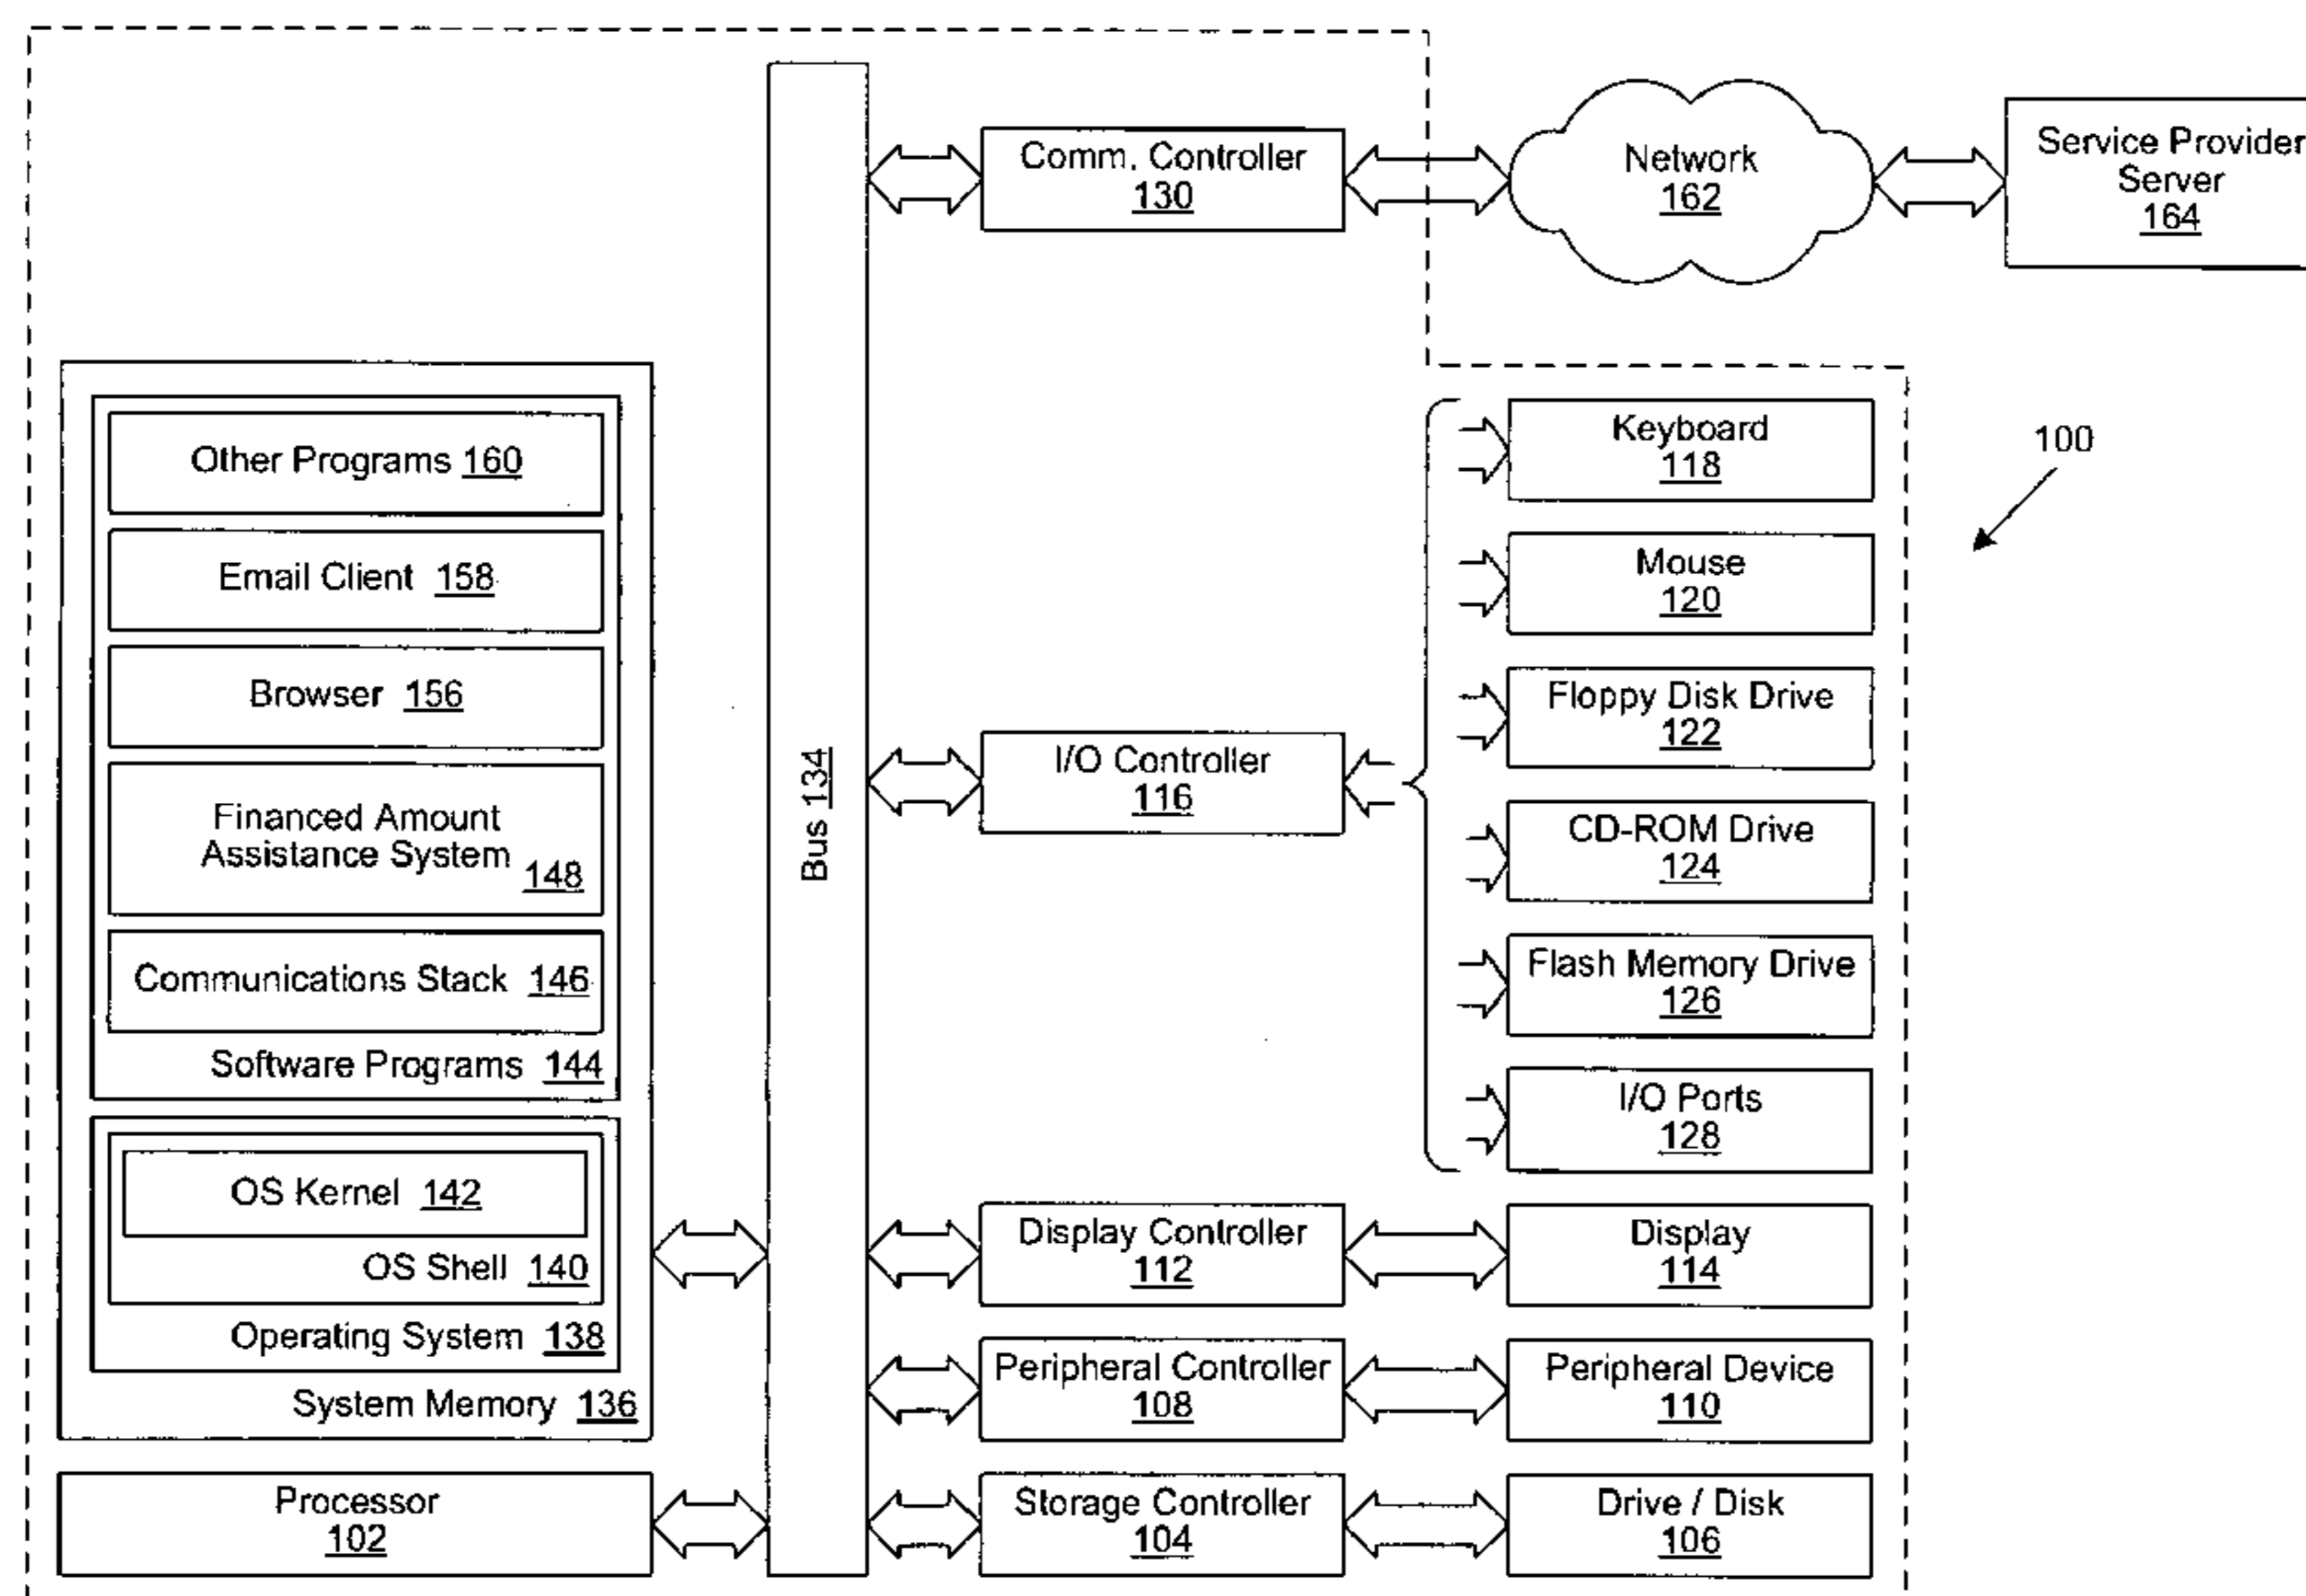 Comm. Controller
130
Network
162
Service Provider
Server
164
Other Programs 160
Email Client 158
Browser 156
Financed Amount
Assistance System
148
Communications Stack 146
Software Programs 144
OS Kernel 142
OS Shell 140
Operating System 138
System Memory 136
Processor
102
Bus 134
I/O Controller
116
Keyboard
118
Mouse
120
Floppy Disk Drive
122
CD-ROM Drive
124
Flash Memory Drive
126
I/O Ports
128
100
Display Controller
112
Display
114
Peripheral Controller
108
Peripheral Device
110
Storage Controller
104
Drive / Disk
106